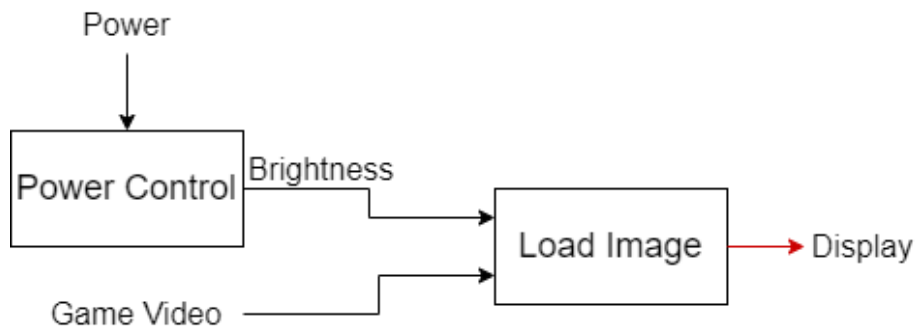 Power
Power Control
Brightness
Load Image
Display
Game Video